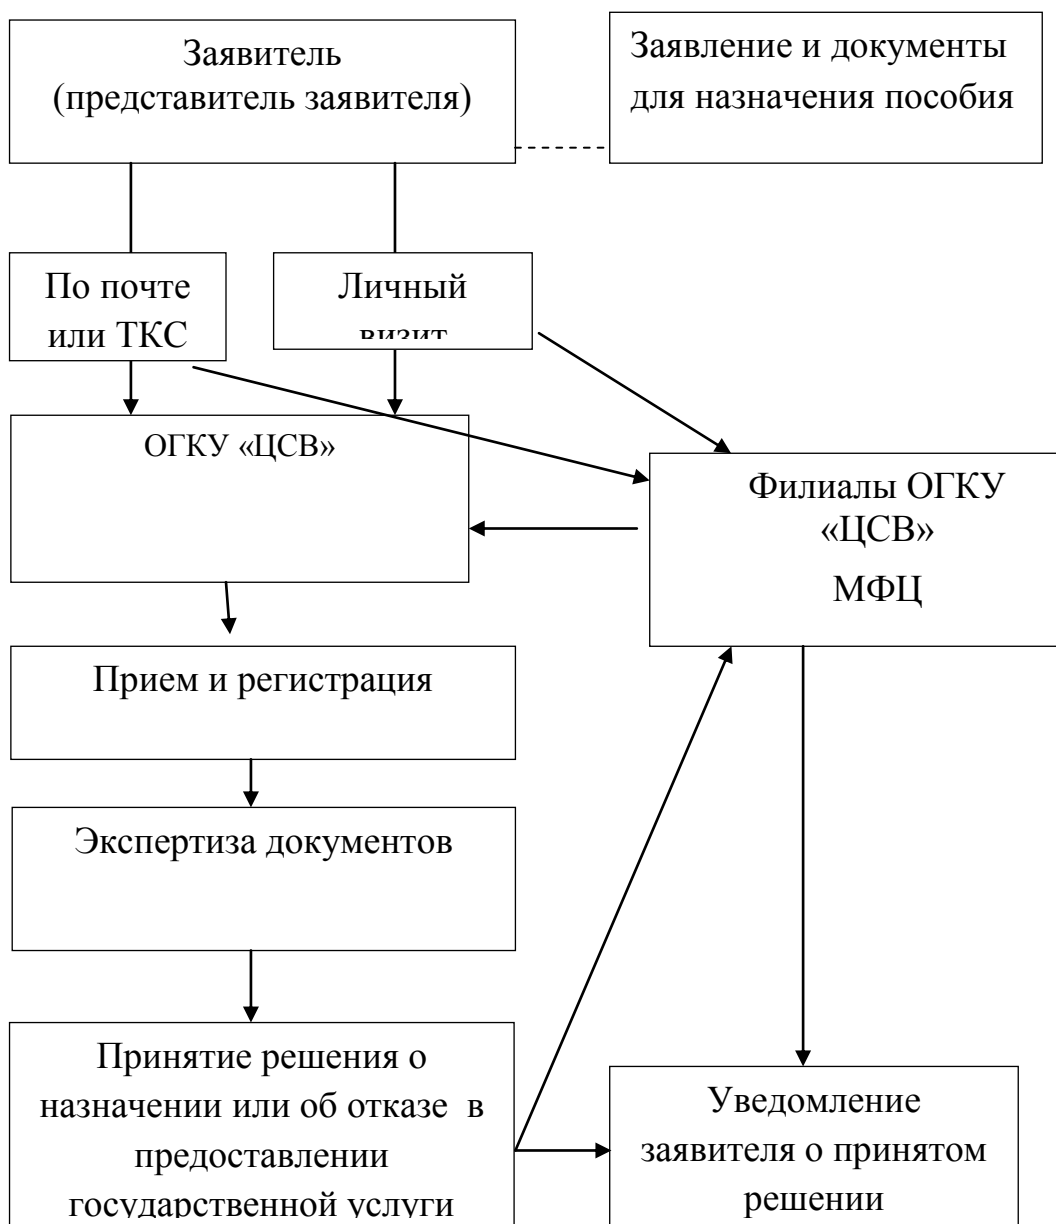 Заявитель
(представитель заявителя)
Заявление и документы
для назначения пособия
По почте
или ТКС
Личный
визит
ОГКУ «ЦСВ»
Филиалы ОГКУ
«ЦСВ»
МФЦ
Прием и регистрация
Экспертиза документов
Принятие решения о
назначении или об отказе в
предоставлении
государственной услуги
Уведомление
заявителя о принятом
решении